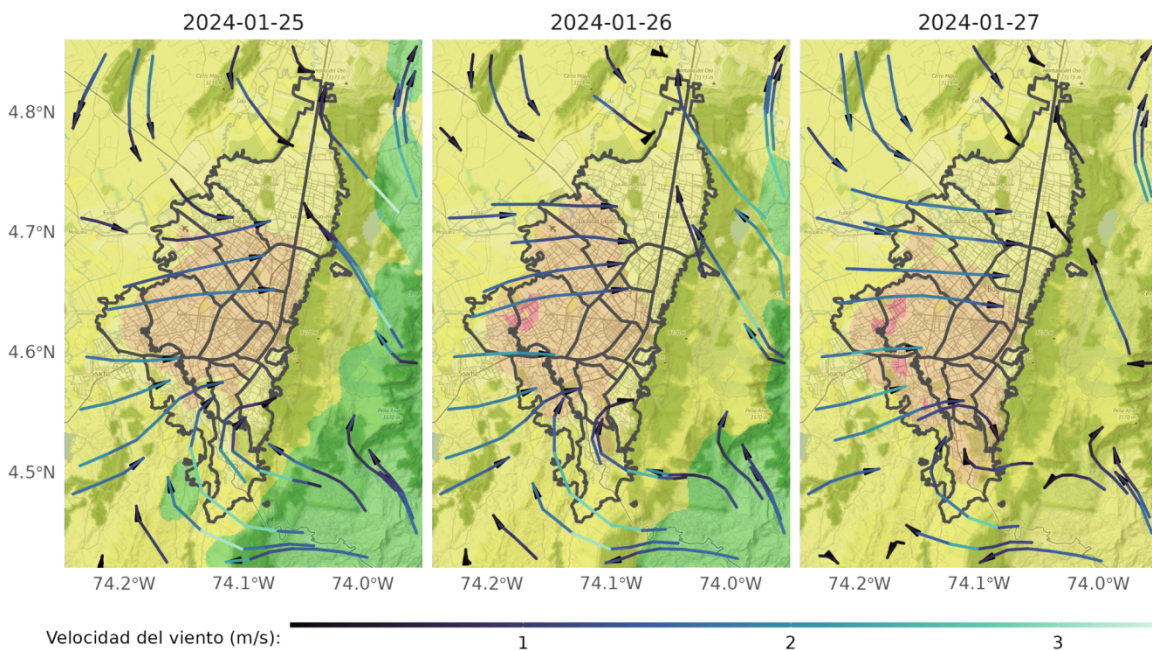 2024-01-25 2024-01-26 2024-01-27
4.8°N
4.7°N
4.6°N
4.5°N
74.2°W 74.1°W 74.0°W 74.2°W 74.1°W 74.0°W 74.2°W 74.1°W 74.0°W
Velocidad del viento (m/s): 1 2 3